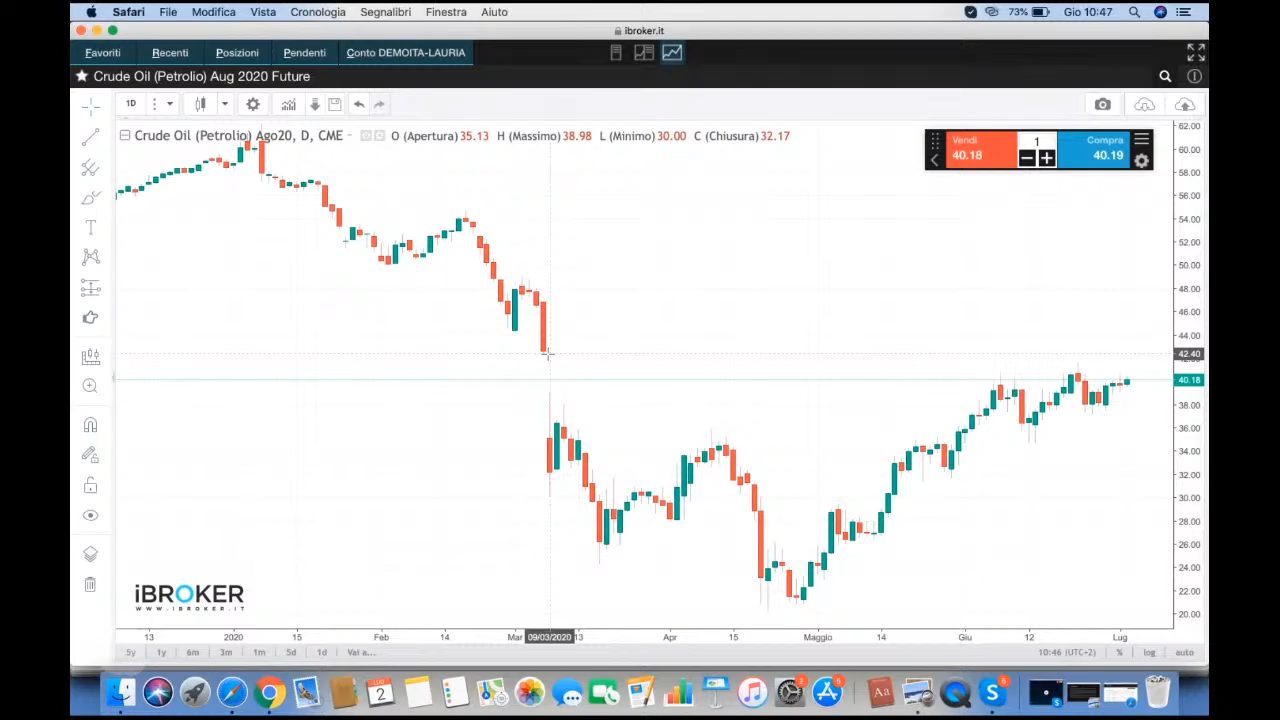 Safari File Modifica Vista Cronologia Segnalibri Finestra Aiuto 73% Gio 10:47
ibroker.it
Favoriti Recenti Posizioni Pendenti Conto DEMOITA-LAURIA
Crude Oil (Petrolio) Aug 2020 Future
1D
Crude Oil (Petrolio) Ago20, D, CME O (Apertura) 35.13 H (Massimo) 38.98 L (Minimo) 30.00 C (Chiusura) 32.17
Vendi 1 Compra
40.18 40.19
62.00
60.00
58.00
56.00
54.00
52.00
50.00
48.00
46.00
44.00
42.40
40.18
38.00
36.00
34.00
32.00
30.00
28.00
26.00
24.00
22.00
20.00
iBROKER
WWW.IBROKER.IT
13 2020 15 Feb 14 Mar 09/03/2020 13 Apr 15 Maggio 14 Giu 12 Lug
5y 1y 6m 3m 1m 5d 1d Vai a... 10:46 (UTC+2) % log auto
2 2 5 Aa 6